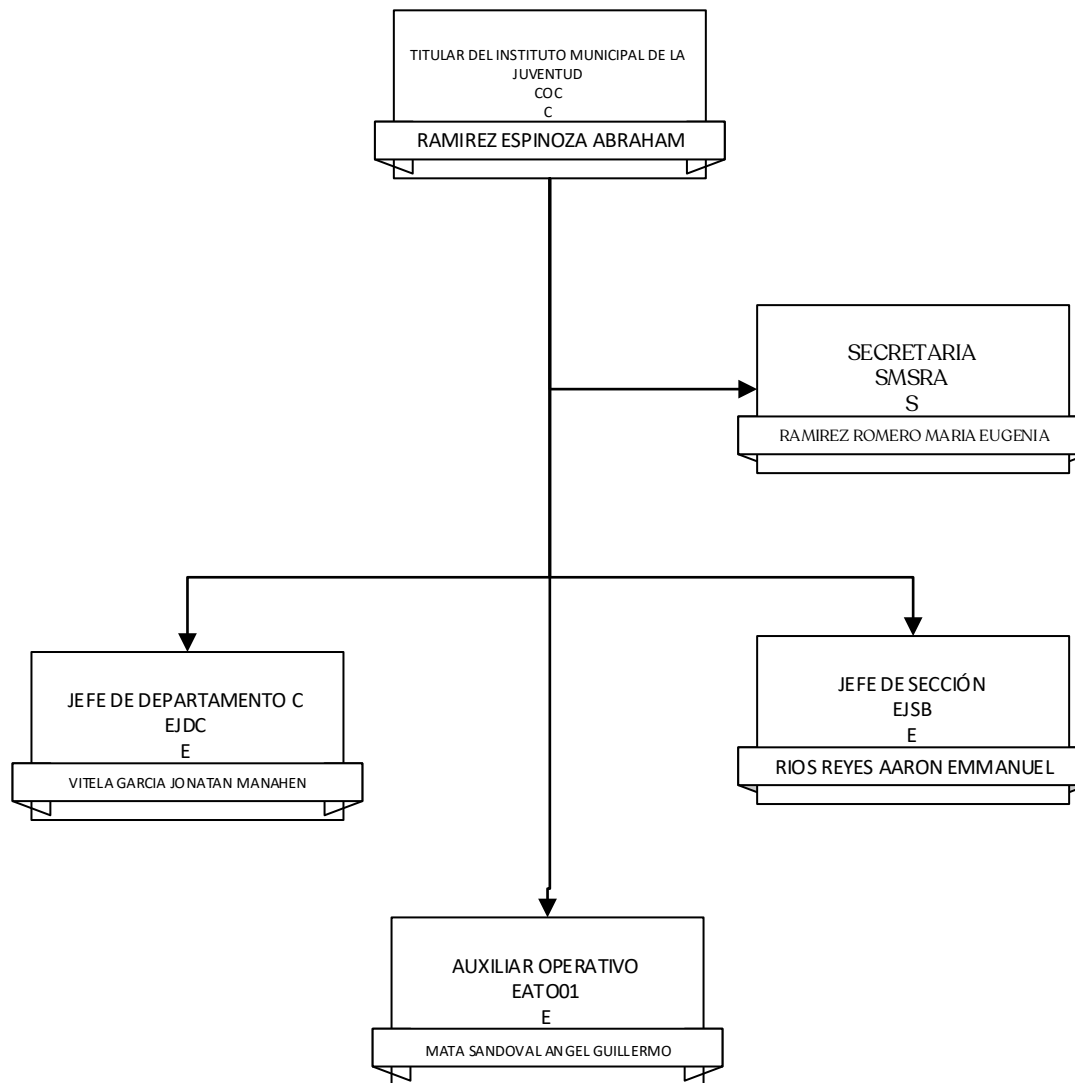 TITULAR DEL INSTITUTO MUNICIPAL DE LA
JUVENTUD
COC
C
RAMIREZ ESPINOZA ABRAHAM
SECRETARIA
SMSRA
S
RAMIREZ ROMERO MARIA EUGENIA
JEFE DE DEPARTAMENTO C
EJDC
E
VITELA GARCIA JONATAN MANAHEN
JEFE DE SECCIÓN
EJSB
E
RIOS REYES AARON EMMANUEL
AUXILIAR OPERATIVO
EATO01
E
MATA SANDOVAL ANGEL GUILLERMO